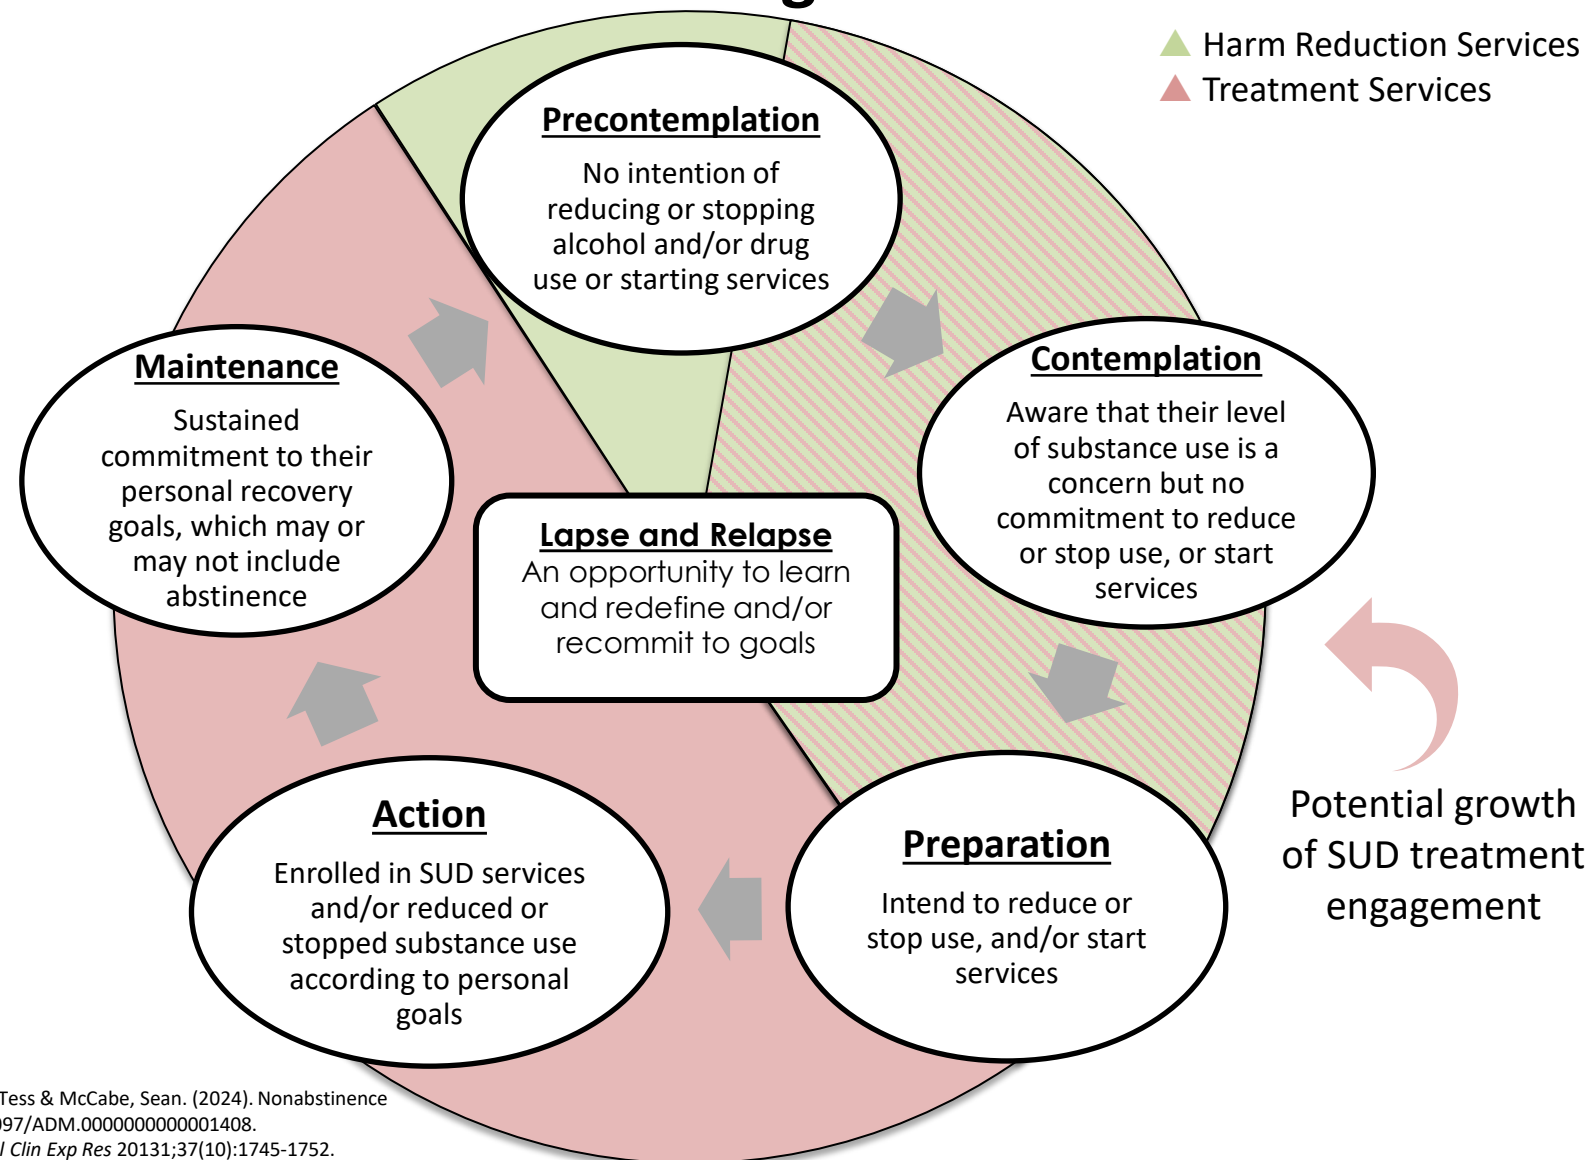 Harm Reduction Services
Treatment Services
Precontemplation
No intention of
reducing or stopping
alcohol and/or drug
use or starting services
Contemplation
Aware that their level
of substance use is a
concern but no
commitment to reduce
or stop use, or start
services
Maintenance
Sustained
commitment to their
personal recovery
goals, which may or
may not include
abstinence
Lapse and Relapse
An opportunity to learn
and redefine and/or
recommit to goals
Action
Enrolled in SUD services
and/or reduced or
stopped substance use
according to personal
goals
Preparation
Intend to reduce or
stop use, and/or start
services
Potential growth
of SUD treatment
engagement
Tess & McCabe, Sean. (2024). Nonabstinence
097/ADM.0000000000001408.
l Clin Exp Res 20131;37(10):1745-1752.